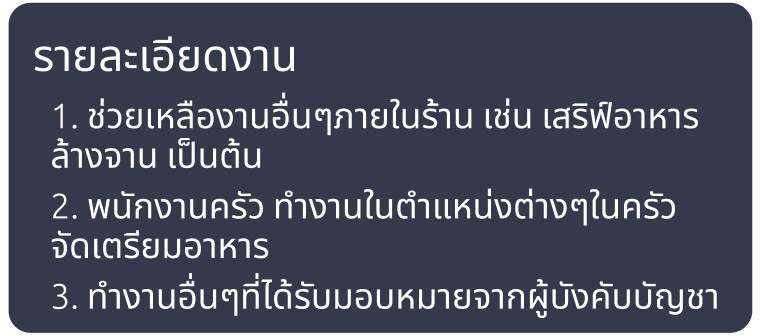 รายละเอียดงาน
1. ช่วยเหลืองานอื่นๆภายในร้าน เช่น เสริฟ์อาหาร
ล้างจาน เป็นต้น
2. พนักงานครัว ทำงานในตำแหน่งต่างๆในครัว
จัดเตรียมอาหาร
3. ทำงานอื่นๆที่ได้รับมอบหมายจากผู้บังคับบัญชา